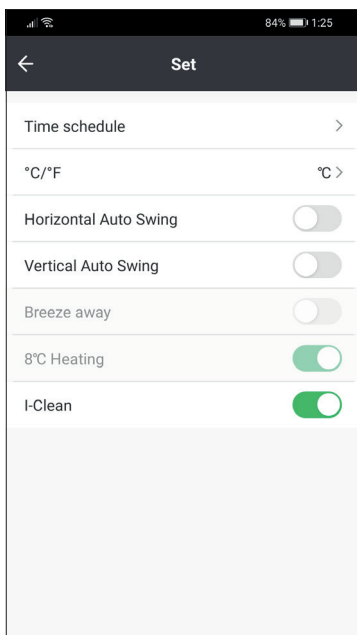 84% 1:25
Set
Time schedule
°C/°F ℃
Horizontal Auto Swing
Vertical Auto Swing
Breeze away
8℃ Heating
I-Clean